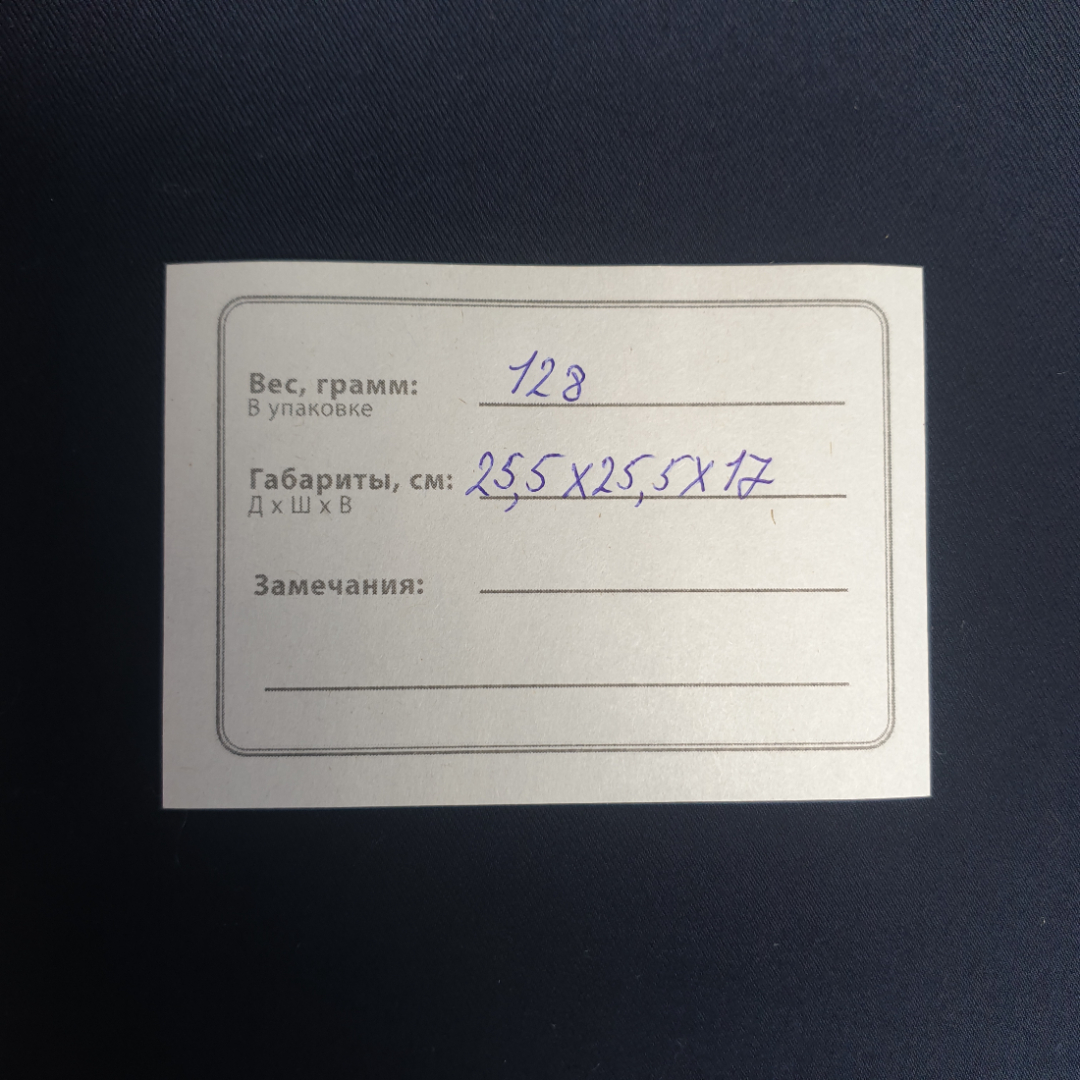 Вес, грамм: 128
В упаковке
Габариты, см: 25,5 х 25,5 х 17
Д х Ш х В
Замечания: